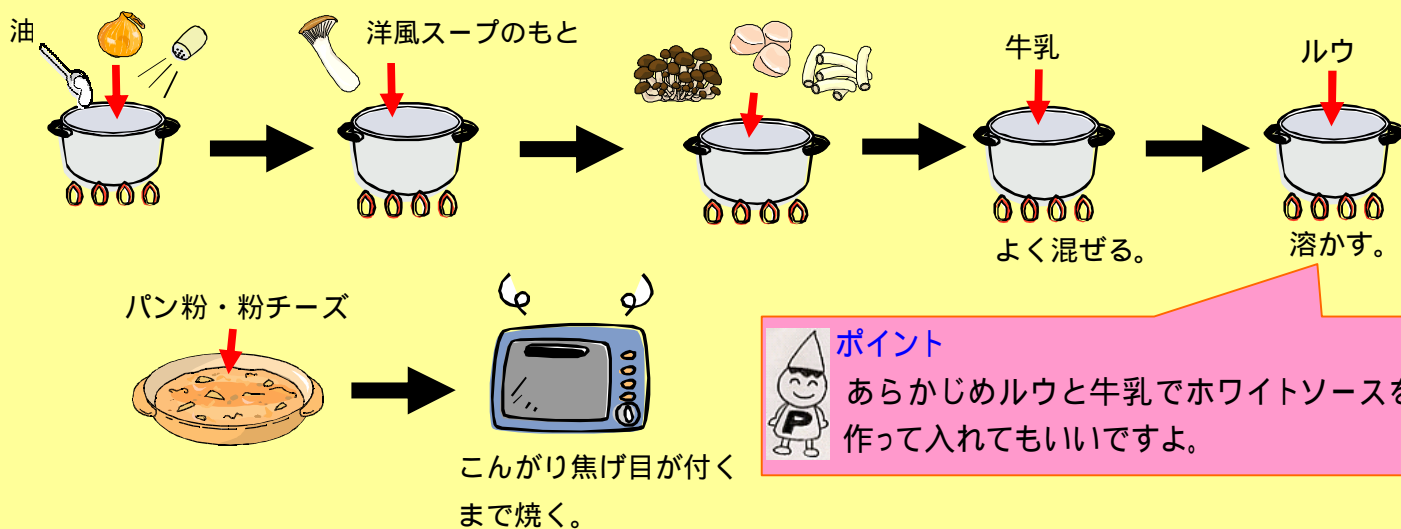 油
洋風スープのもと
牛乳
ルウ
よく混ぜる。
溶かす。
パン粉・粉チーズ
こんがり焦げ目が付く
まで焼く。
ポイント
あらかじめルウと牛乳でホワイトソースを
作って入れてもいいですよ。
P